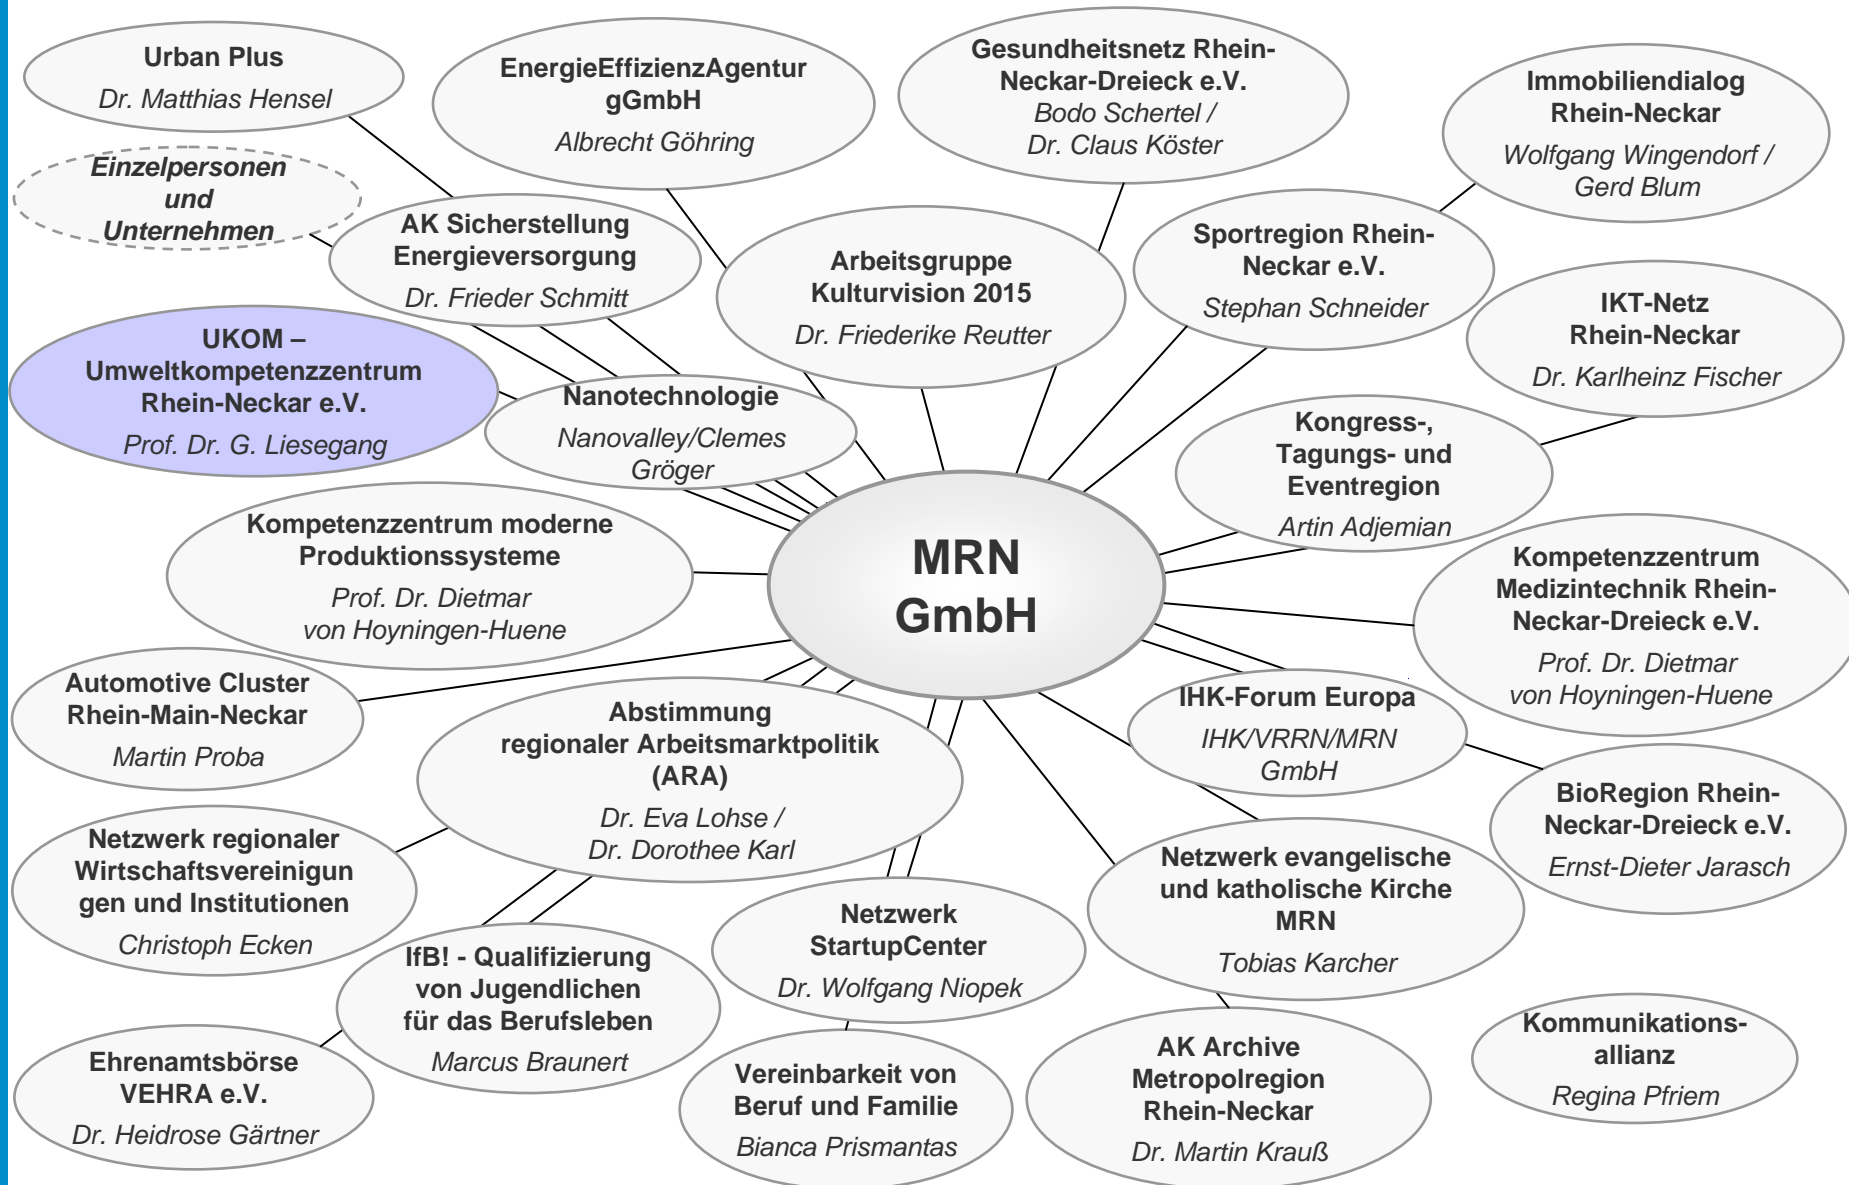 Urban Plus
Dr. Matthias Hensel
EnergieEffizienzAgentur
gGmbH
Albrecht Göhring
Gesundheitsnetz Rhein-
Neckar-Dreieck e.V.
Bodo Schertel /
Dr. Claus Köster
Immobiliendialog
Rhein-Neckar
Wolfgang Wingendorf /
Gerd Blum
Einzelpersonen
und
Unternehmen
AK Sicherstellung
Energieversorgung
Dr. Frieder Schmitt
Arbeitsgruppe
Kulturvision 2015
Dr. Friederike Reutter
Sportregion Rhein-
Neckar e.V.
Stephan Schneider
IKT-Netz
Rhein-Neckar
Dr. Karlheinz Fischer
UKOM –
Umweltkompetenzzentrum
Rhein-Neckar e.V.
Prof. Dr. G. Liesegang
Nanotechnologie
Nanovalley/Clemes
Gröger
Kongress-,
Tagungs- und
Eventregion
Artin Adjemian
Kompetenzzentrum moderne
Produktionssysteme
Prof. Dr. Dietmar
von Hoyningen-Huene
MRN
GmbH
Kompetenzzentrum
Medizintechnik Rhein-
Neckar-Dreieck e.V.
Prof. Dr. Dietmar
von Hoyningen-Huene
Automotive Cluster
Rhein-Main-Neckar
Martin Proba
Abstimmung
regionaler Arbeitsmarktpolitik
(ARA)
Dr. Eva Lohse /
Dr. Dorothee Karl
IHK-Forum Europa
IHK/VRRN/MRN
GmbH
BioRegion Rhein-
Neckar-Dreieck e.V.
Ernst-Dieter Jarasch
Netzwerk regionaler
Wirtschaftsvereinigun
gen und Institutionen
Christoph Ecken
IfB! - Qualifizierung
von Jugendlichen
für das Berufsleben
Marcus Braunert
Netzwerk
StartupCenter
Dr. Wolfgang Niopek
Netzwerk evangelische
und katholische Kirche
MRN
Tobias Karcher
Ehrenamtsbörse
VEHRA e.V.
Dr. Heidrose Gärtner
Vereinbarkeit von
Beruf und Familie
Bianca Prismantas
AK Archive
Metropolregion
Rhein-Neckar
Dr. Martin Krauß
Kommunikations-
allianz
Regina Pfriem